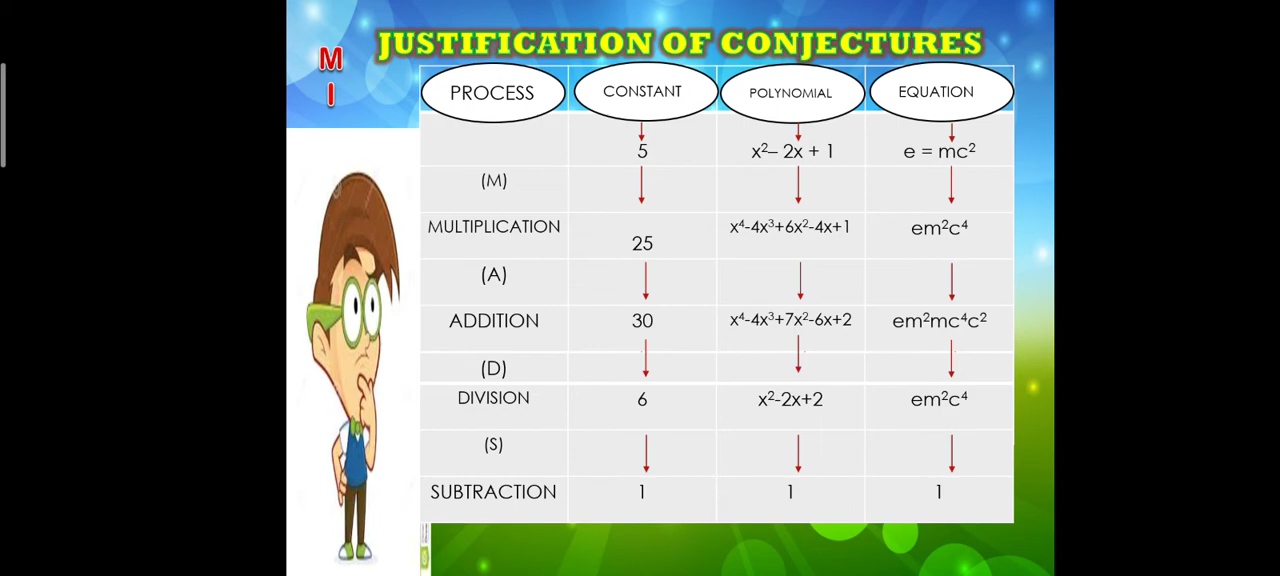 M
I
JUSTIFICATION OF CONJECTURES
PROCESS CONSTANT POLYNOMIAL EQUATION
5 x²– 2x + 1 e = mc²
(M)
MULTIPLICATION 25 x⁴-4x³+6x²-4x+1 em²c⁴
(A)
ADDITION 30 x⁴-4x³+7x²-6x+2 em²mc⁴c²
(D)
DIVISION 6 x²-2x+2 em²c⁴
(S)
SUBTRACTION 1 1 1